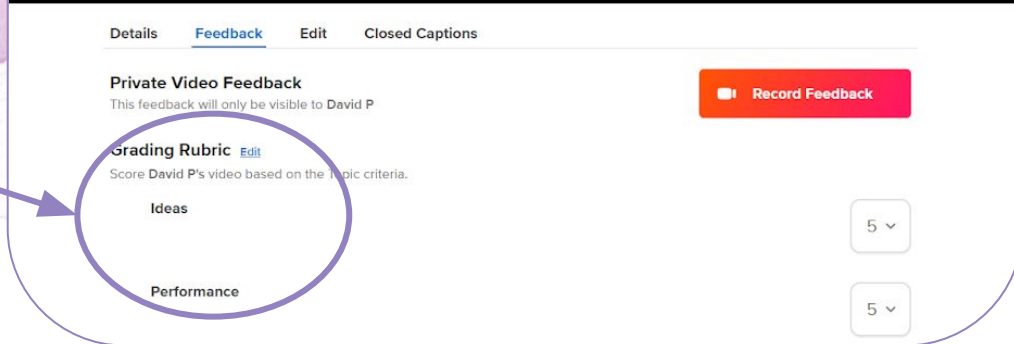 Details Feedback Edit Closed Captions
Private Video Feedback
This feedback will only be visible to David P
Record Feedback
Grading Rubric Edit
Score David P's video based on the Topic criteria.
Ideas
5
Performance
5